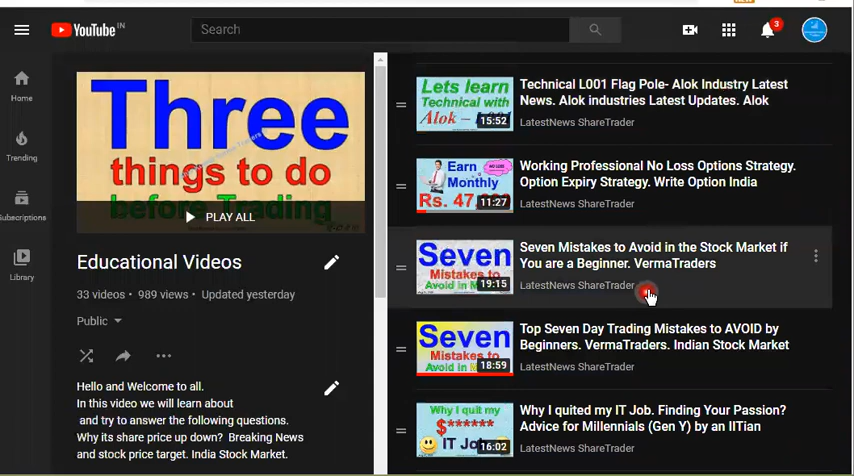 NEW
YouTube IN
Search
3
Home
Trending
Subscriptions
Library
Three
things to do
before Trading
PLAY ALL
Educational Videos
33 videos • 989 views • Updated yesterday
Public
Hello and Welcome to all.
In this video we will learn about
and try to answer the following questions.
Why its share price up down? Breaking News
and stock price target. India Stock Market.
Lets learn
Technical with
Alok –
15:52
Technical L001 Flag Pole- Alok Industry Latest
News. Alok industries Latest Updates. Alok
LatestNews ShareTrader
Earn
Monthly
Rs. 47,
11:27
Working Professional No Loss Options Strategy.
Option Expiry Strategy. Write Option India
LatestNews ShareTrader
Seven
Mistakes to
Avoid in
19:15
Seven Mistakes to Avoid in the Stock Market if
You are a Beginner. VermaTraders
LatestNews ShareTrader
Seven
Mistakes to
Avoid in
18:59
Top Seven Day Trading Mistakes to AVOID by
Beginners. VermaTraders. Indian Stock Market
LatestNews ShareTrader
Why I quit my
$******
IT Job
16:02
Why I quited my IT Job. Finding Your Passion?
Advice for Millennials (Gen Y) by an IITian
LatestNews ShareTrader